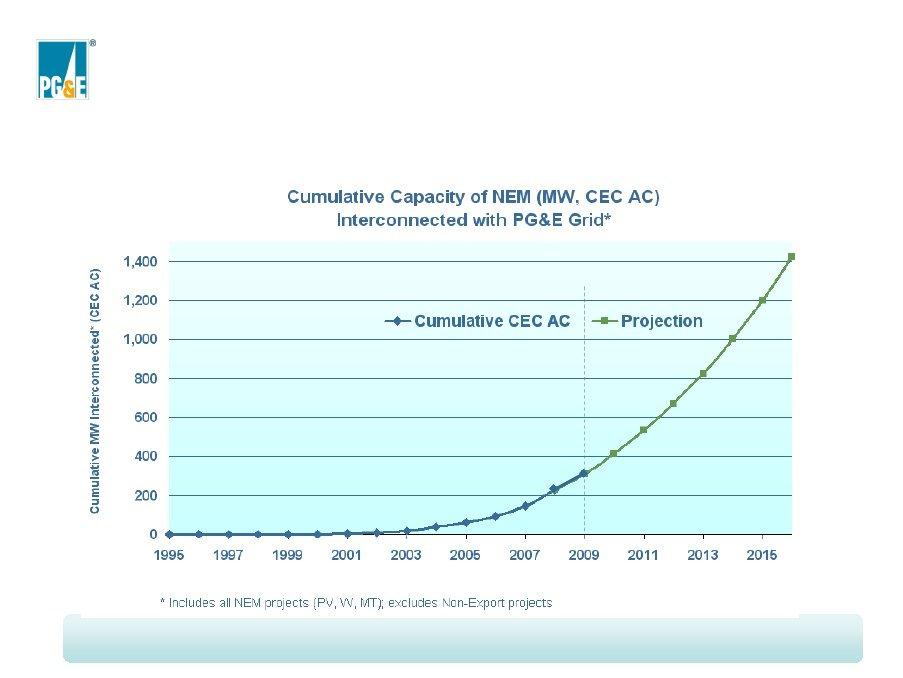 PG&E®
Cumulative Capacity of NEM (MW, CEC AC)
Interconnected with PG&E Grid*
Cumulative MW Interconnected* (CEC AC)
1,400
1,200
1,000
800
600
400
200
0
Cumulative CEC AC Projection
1995 1997 1999 2001 2003 2005 2007 2009 2011 2013 2015
* Includes all NEM projects (PV, W, MT); excludes Non-Export projects